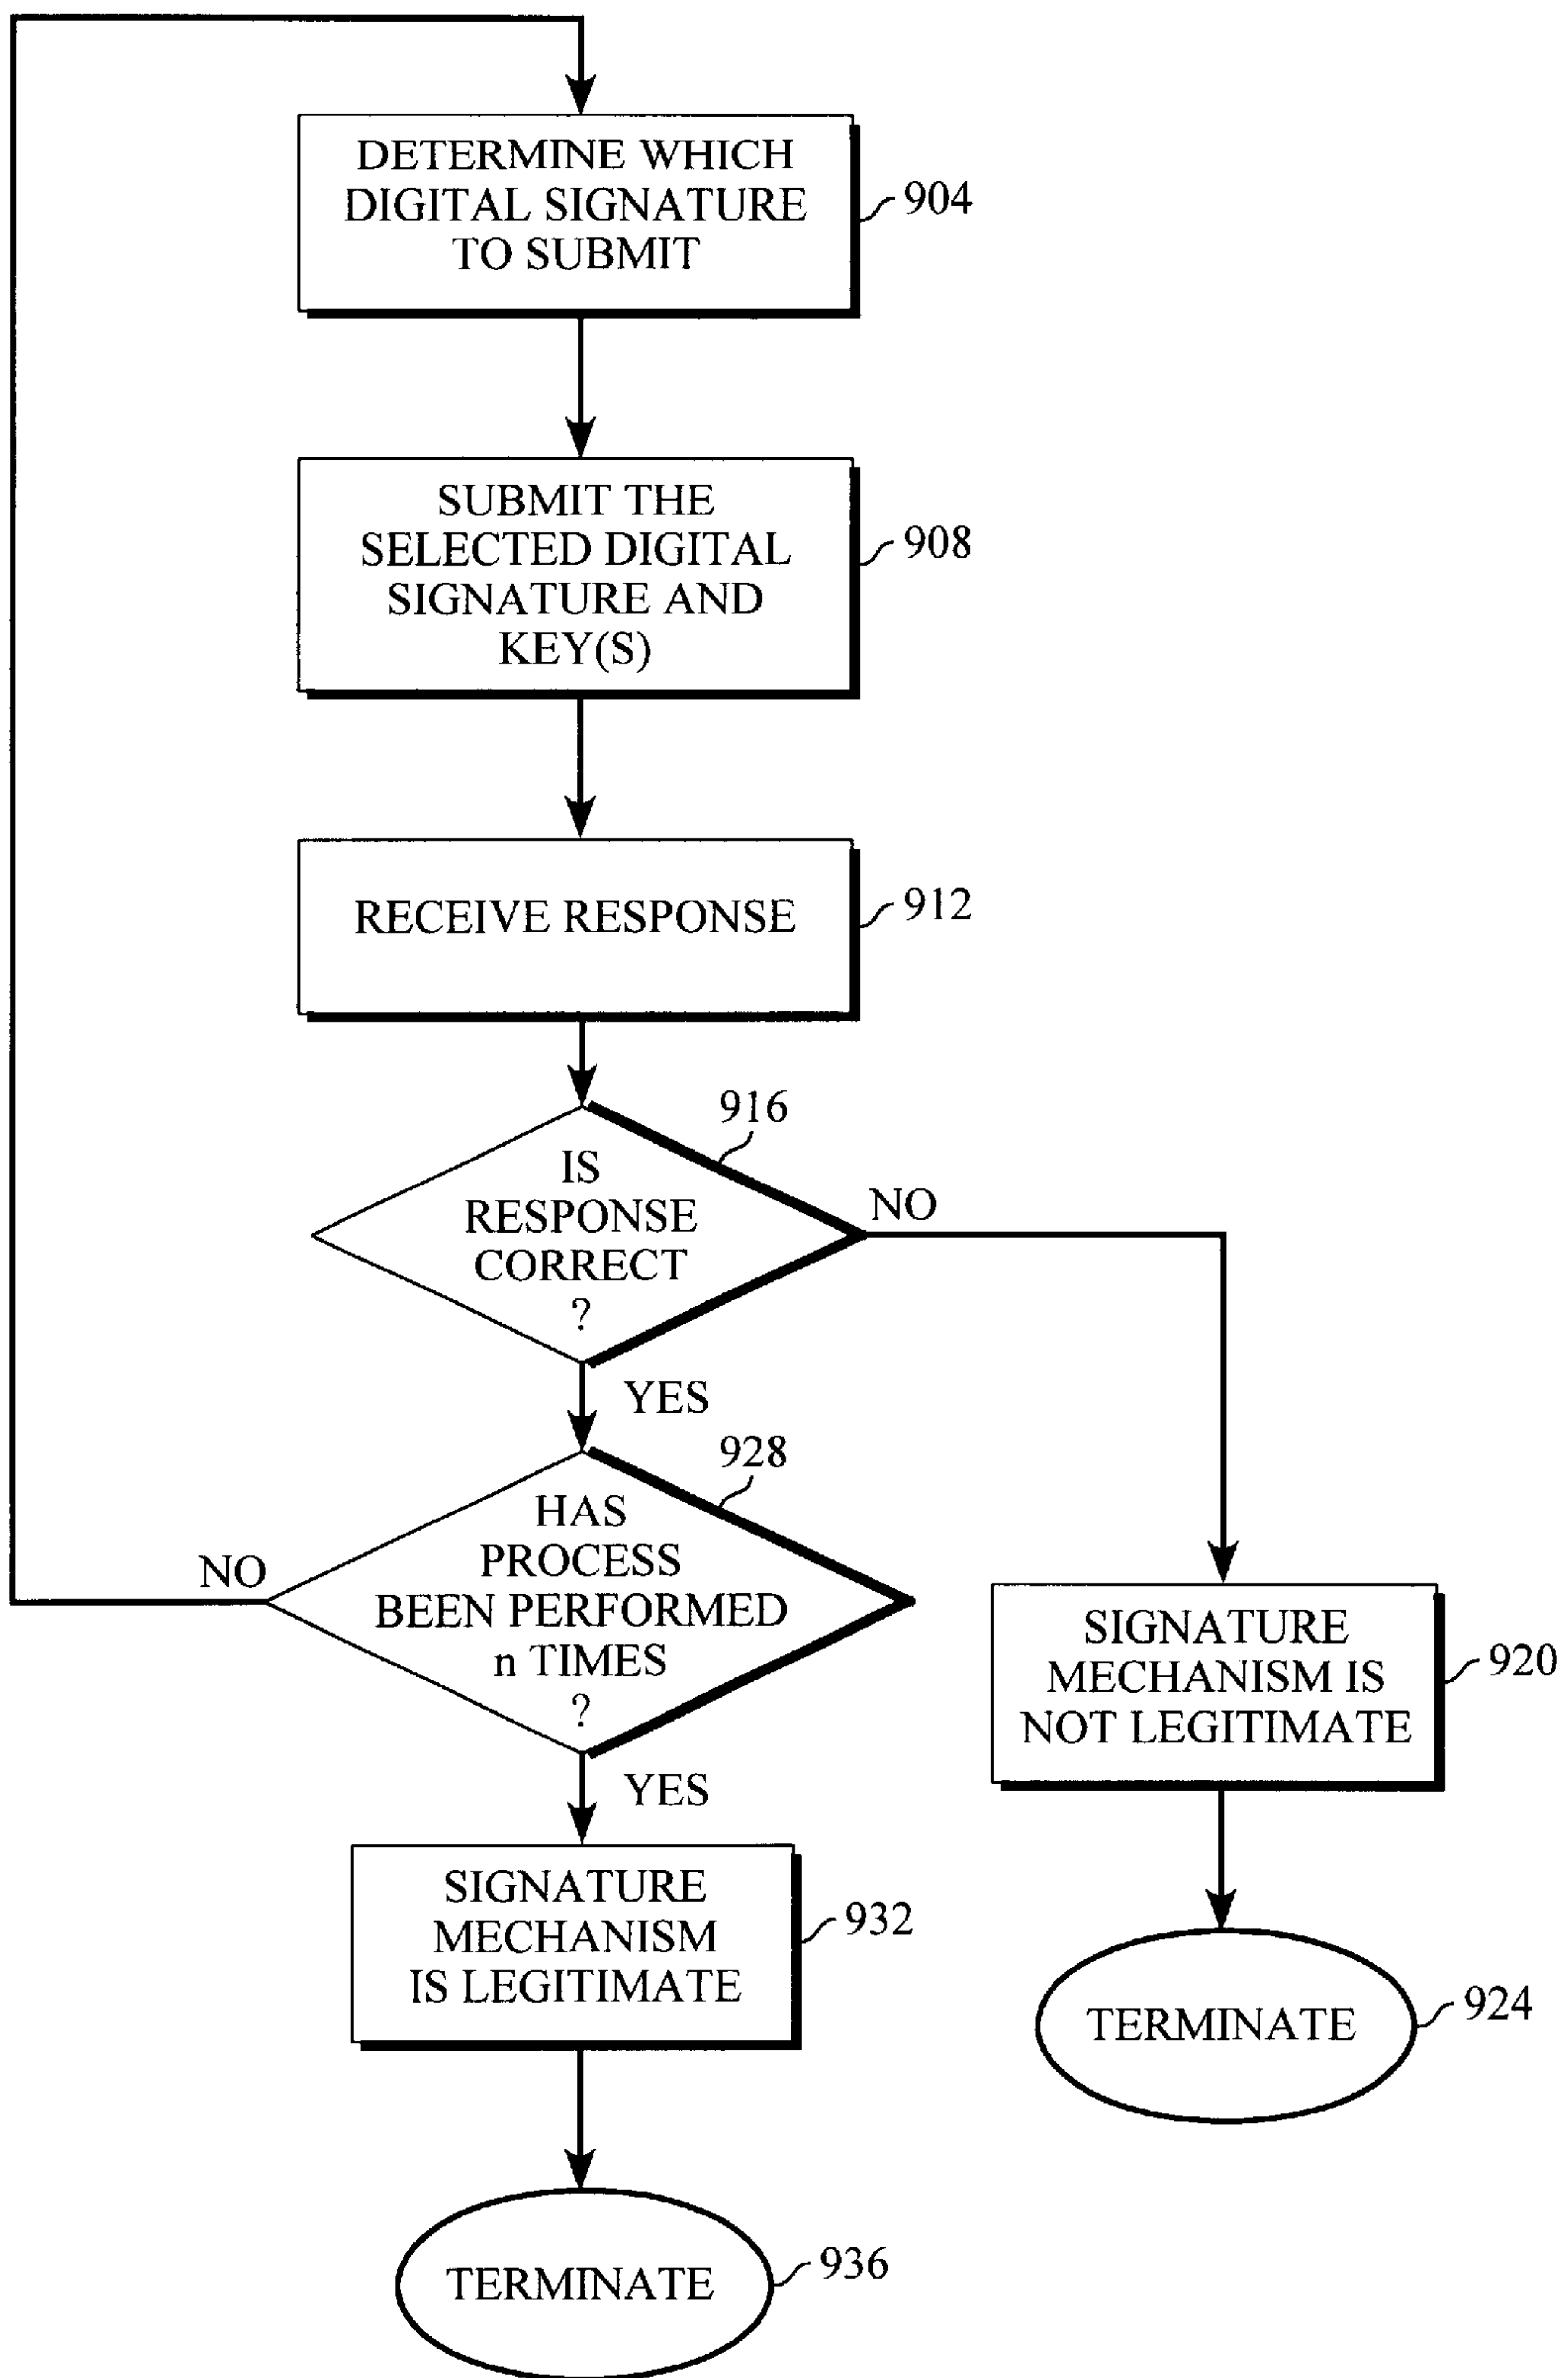 DETERMINE WHICH
DIGITAL SIGNATURE
TO SUBMIT
904
SUBMIT THE
SELECTED DIGITAL
SIGNATURE AND
KEY(S)
908
RECEIVE RESPONSE
912
916
IS
RESPONSE
CORRECT
?
NO
YES
928
HAS
PROCESS
BEEN PERFORMED
n TIMES
?
NO
YES
SIGNATURE
MECHANISM IS
NOT LEGITIMATE
920
SIGNATURE
MECHANISM
IS LEGITIMATE
932
TERMINATE
924
TERMINATE
936